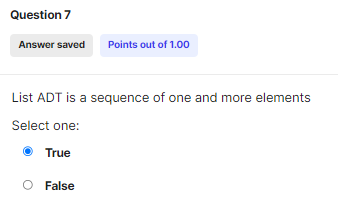 Question 7
Answer saved Points out of 1.00
List ADT is a sequence of one and more elements
Select one:
True
False